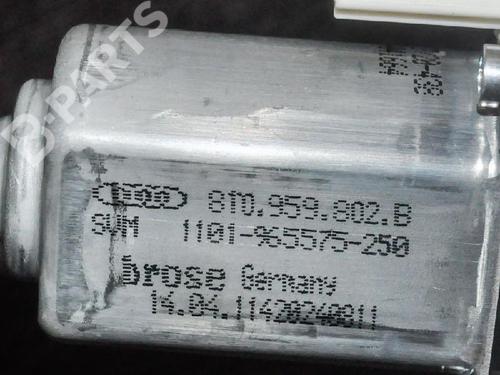 B-PARTS
8T0.959.802.B
SWM 1101-965575-250
brose Germany
14.04.11420240811